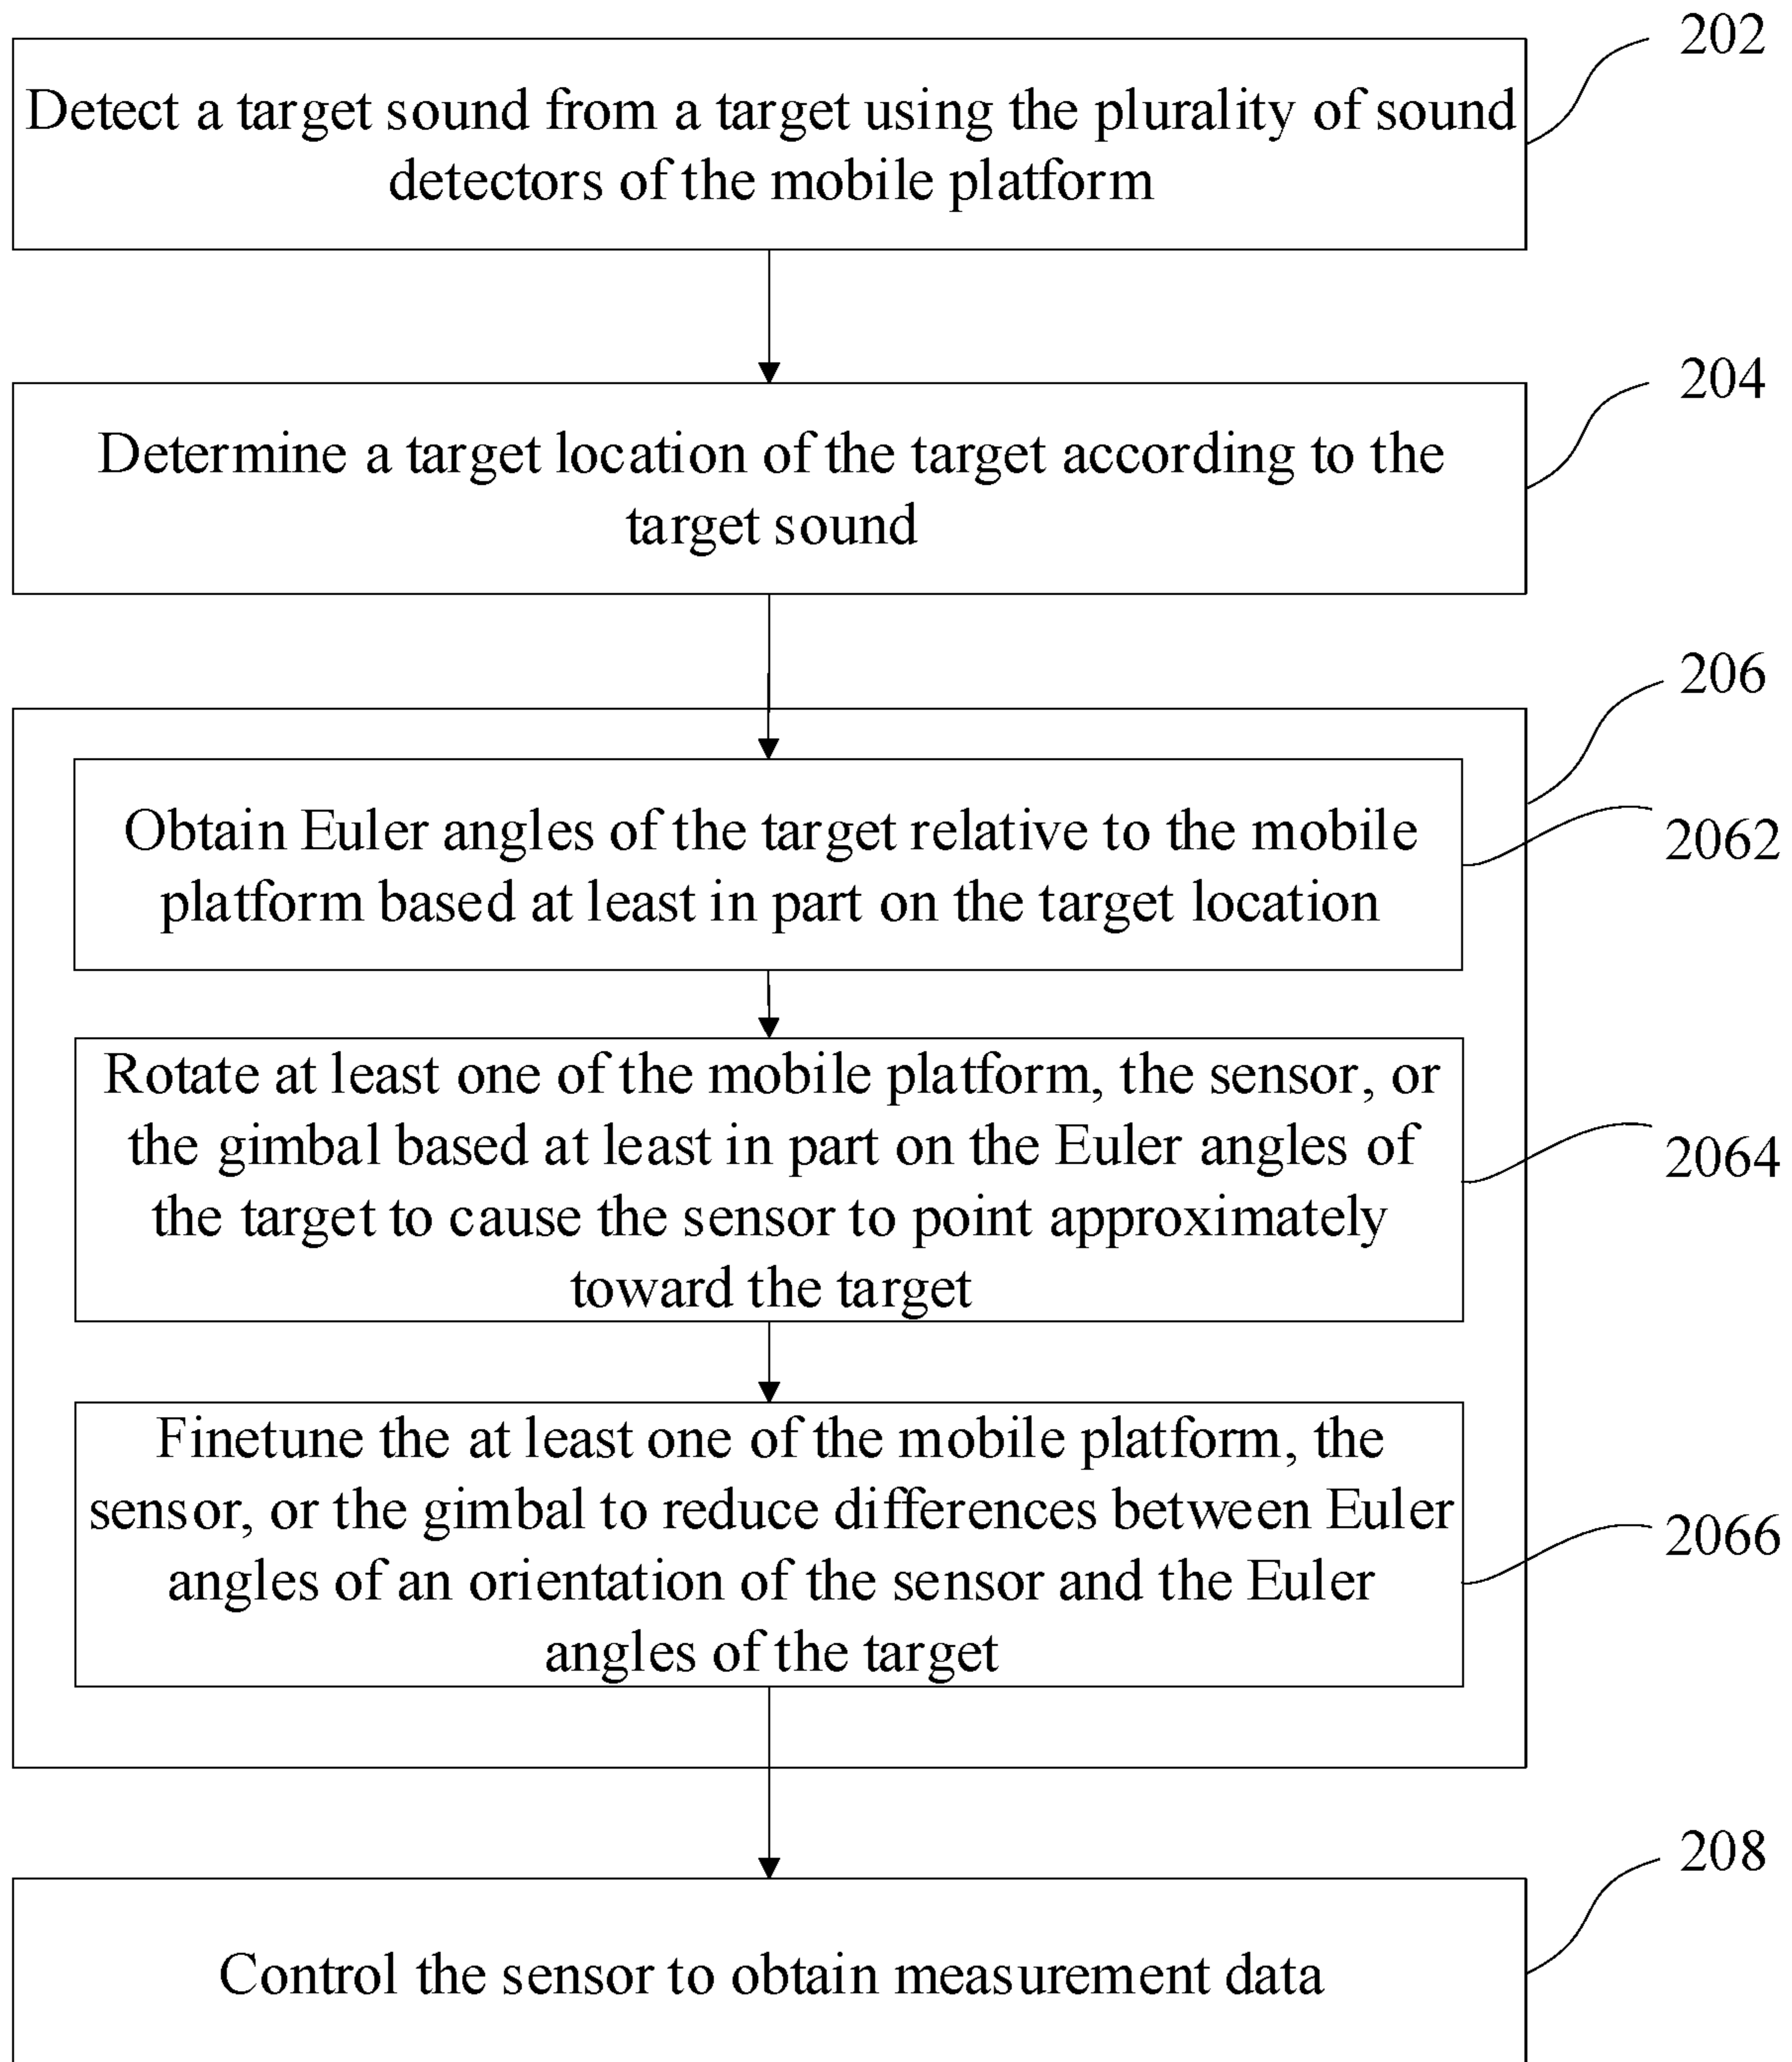 202
Detect a target sound from a target using the plurality of sound
detectors of the mobile platform
204
Determine a target location of the target according to the
target sound
206
Obtain Euler angles of the target relative to the mobile
platform based at least in part on the target location
2062
Rotate at least one of the mobile platform, the sensor, or
the gimbal based at least in part on the Euler angles of
the target to cause the sensor to point approximately
toward the target
2064
Finetune the at least one of the mobile platform, the
sensor, or the gimbal to reduce differences between Euler
angles of an orientation of the sensor and the Euler
angles of the target
2066
208
Control the sensor to obtain measurement data